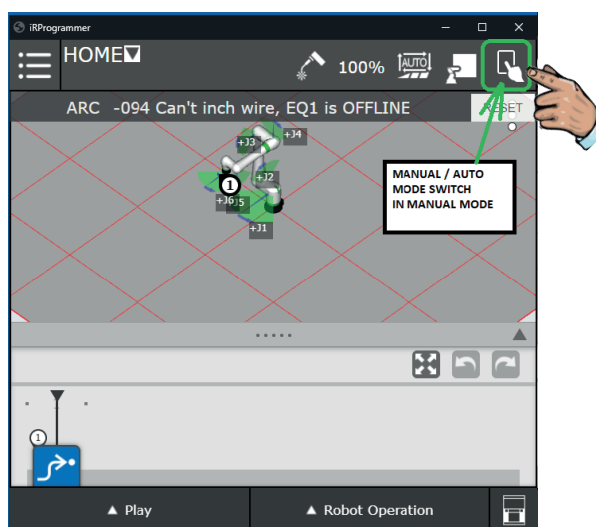 iRProgrammer
HOME
100%
AUTO
ARC -094 Can't inch wire, EQ1 is OFFLINE
RESET
+J3
+J4
1
+J2
+J6
J5
+J1
MANUAL / AUTO
MODE SWITCH
IN MANUAL MODE
1
Play
Robot Operation